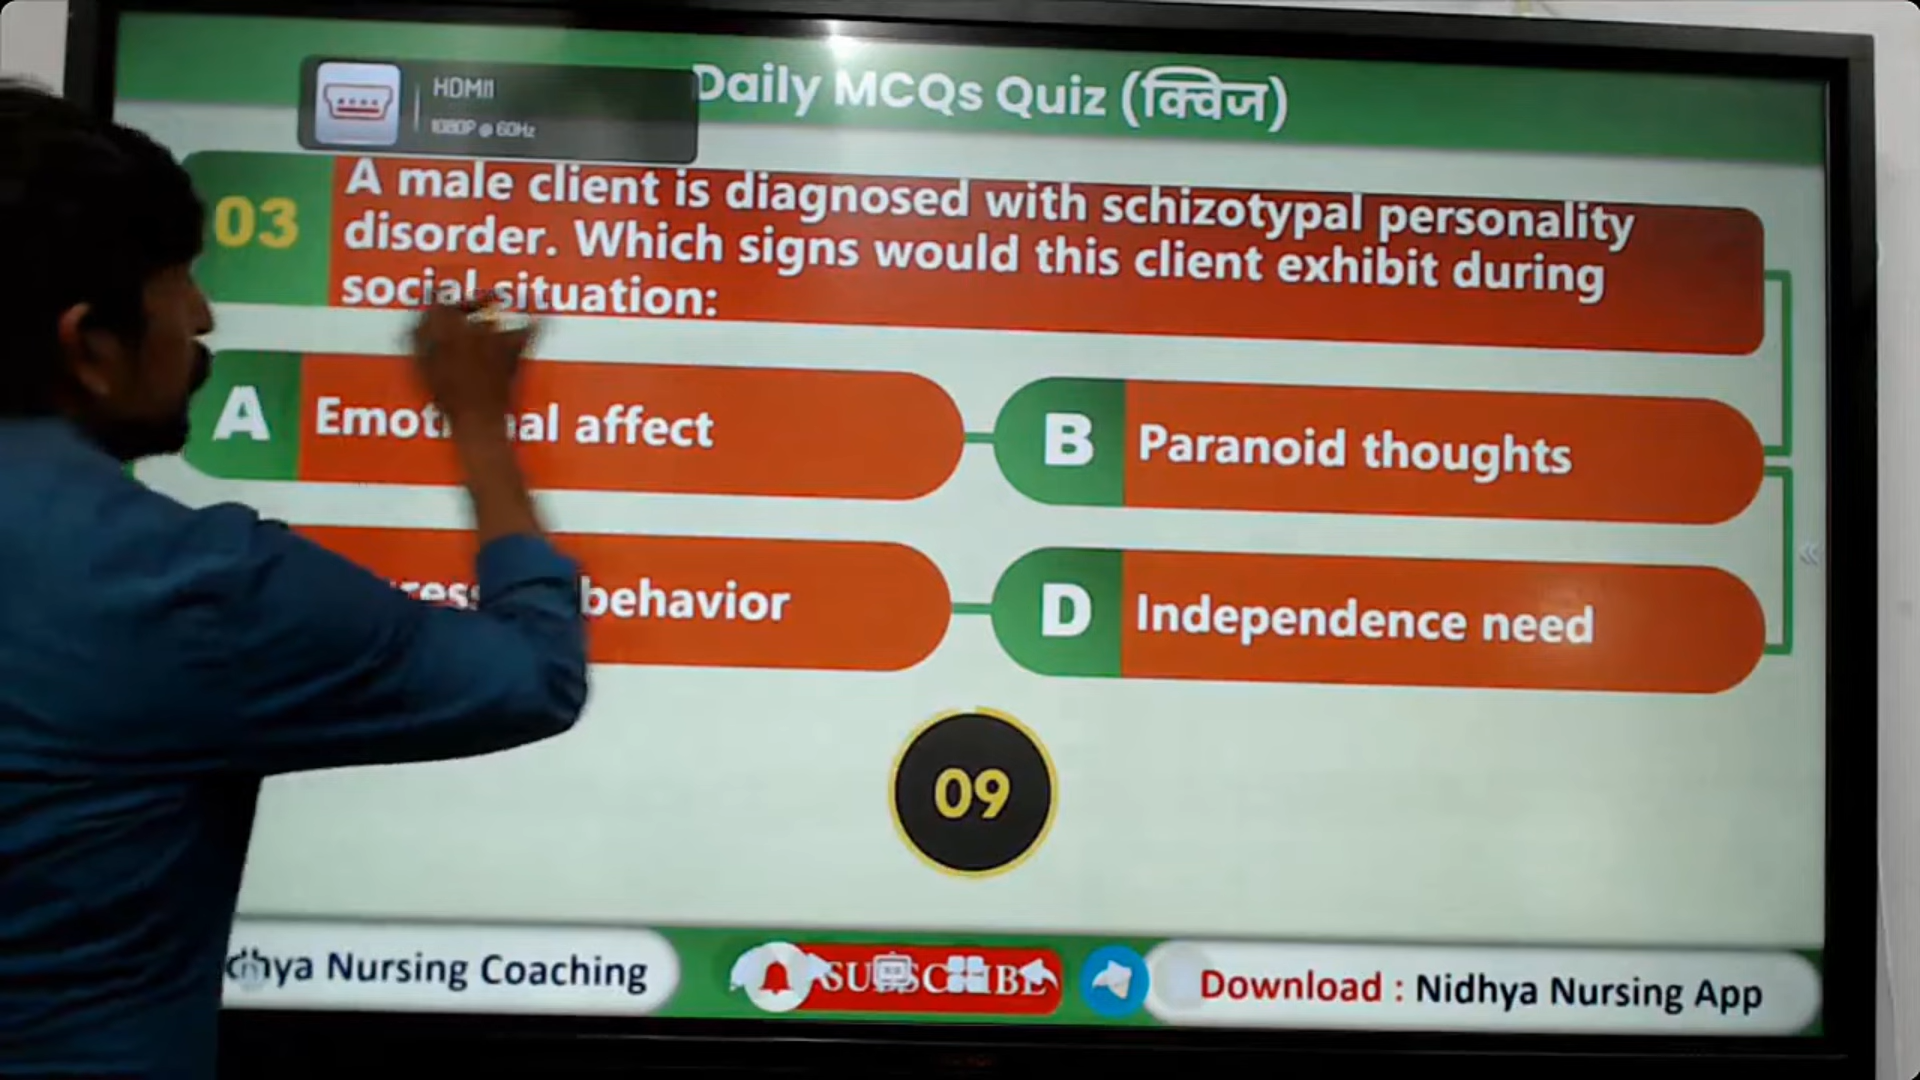 HDMI1
1080P @ 60Hz
Daily MCQs Quiz (क्विज)
03
A male client is diagnosed with schizotypal personality
disorder. Which signs would this client exhibit during
social situation:
A
affect
B Paranoid thoughts
behavior
D Independence need
09
Nursing Coaching
SUBSCRIBE
Download : Nidhya Nursing App